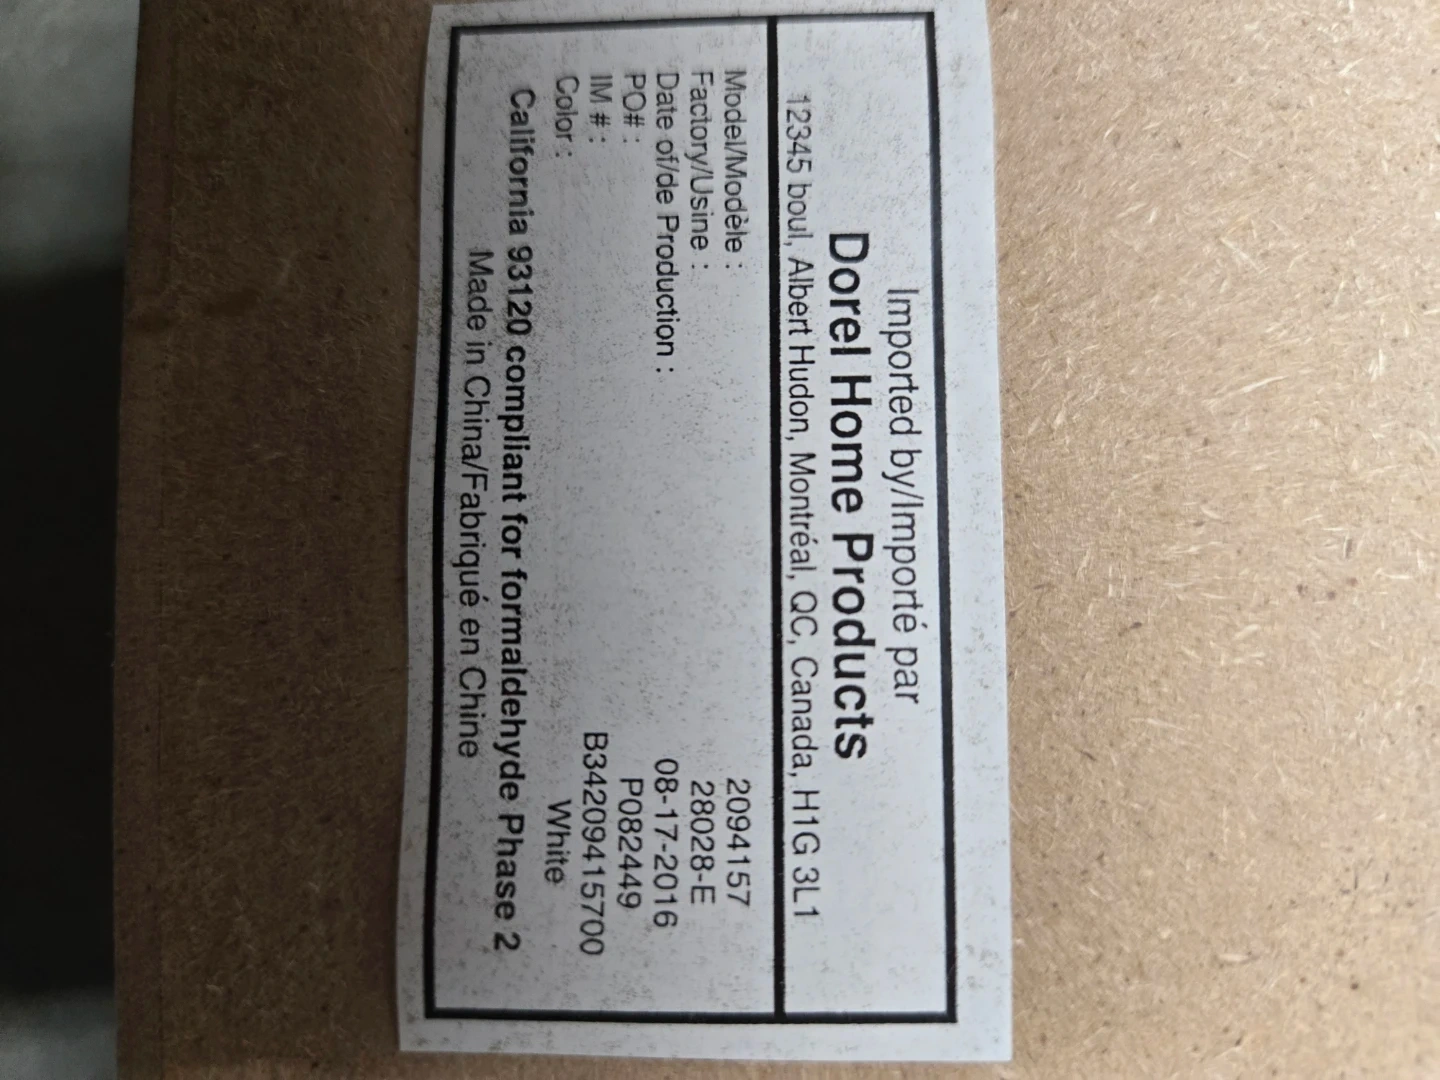 Imported by/Importé par
Dorel Home Products
12345 boul, Albert Hudon, Montréal, QC, Canada, H1G 3L1
Model/Modèle : 2094157
Factory/Usine : 28028-E
Date of/de Production : 08-17-2016
PO# : P082449
IM # : B34209415700
Color : White
California 93120 compliant for formaldehyde Phase 2
Made in China/Fabriqué en Chine